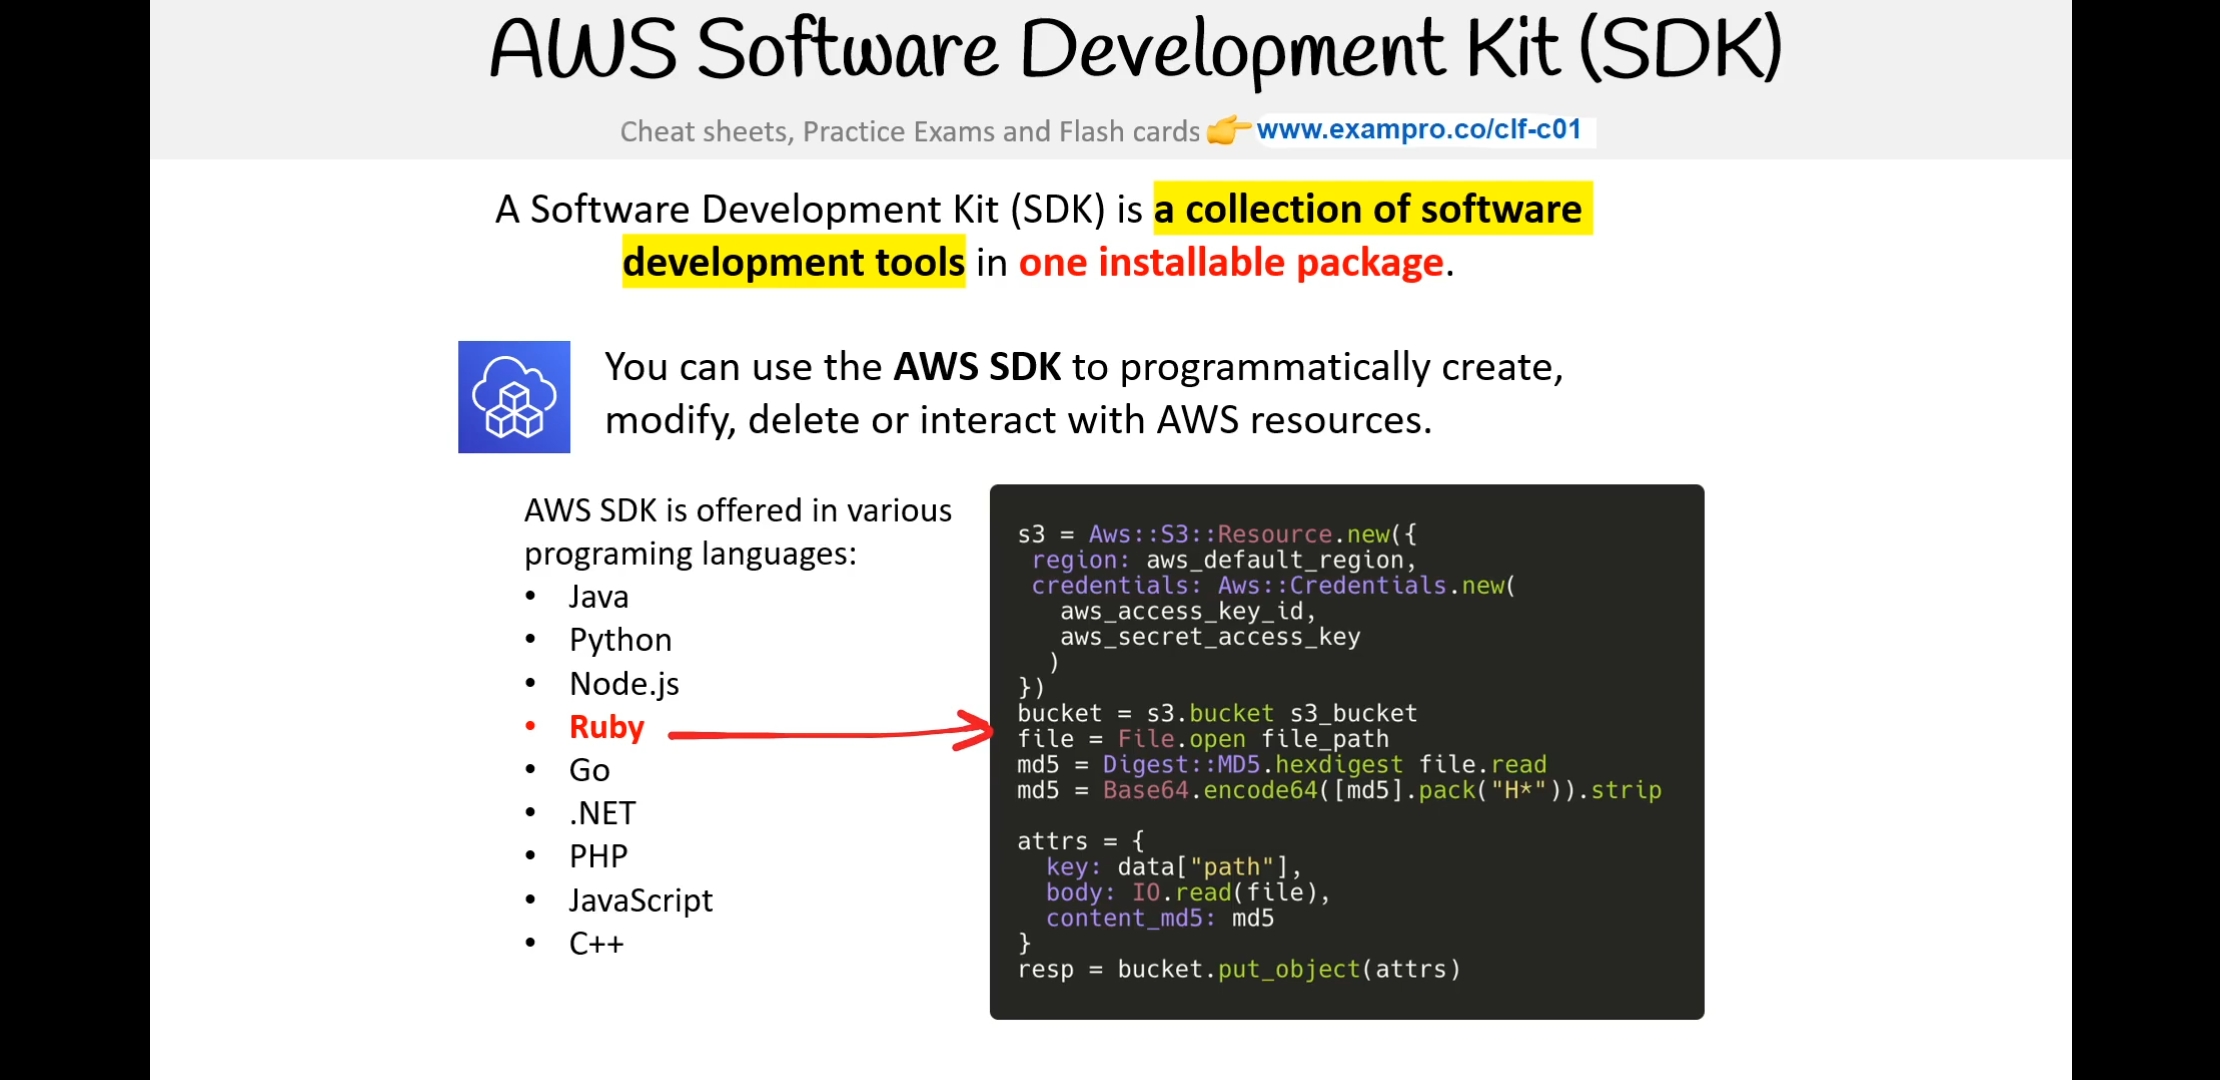 AWS Software Development Kit (SDK)
Cheat sheets, Practice Exams and Flash cards 👉 www.exampro.co/clf-c01
A Software Development Kit (SDK) is a collection of software
development tools in one installable package.
You can use the AWS SDK to programmatically create,
modify, delete or interact with AWS resources.
AWS SDK is offered in various
programing languages:
• Java
• Python
• Node.js
• Ruby
• Go
• .NET
• PHP
• JavaScript
• C++
s3 = Aws::S3::Resource.new({
 region: aws_default_region,
 credentials: Aws::Credentials.new(
   aws_access_key_id,
   aws_secret_access_key
  )
})
bucket = s3.bucket s3_bucket
file = File.open file_path
md5 = Digest::MD5.hexdigest file.read
md5 = Base64.encode64([md5].pack("H*")).strip

attrs = {
  key: data["path"],
  body: IO.read(file),
  content_md5: md5
}
resp = bucket.put_object(attrs)